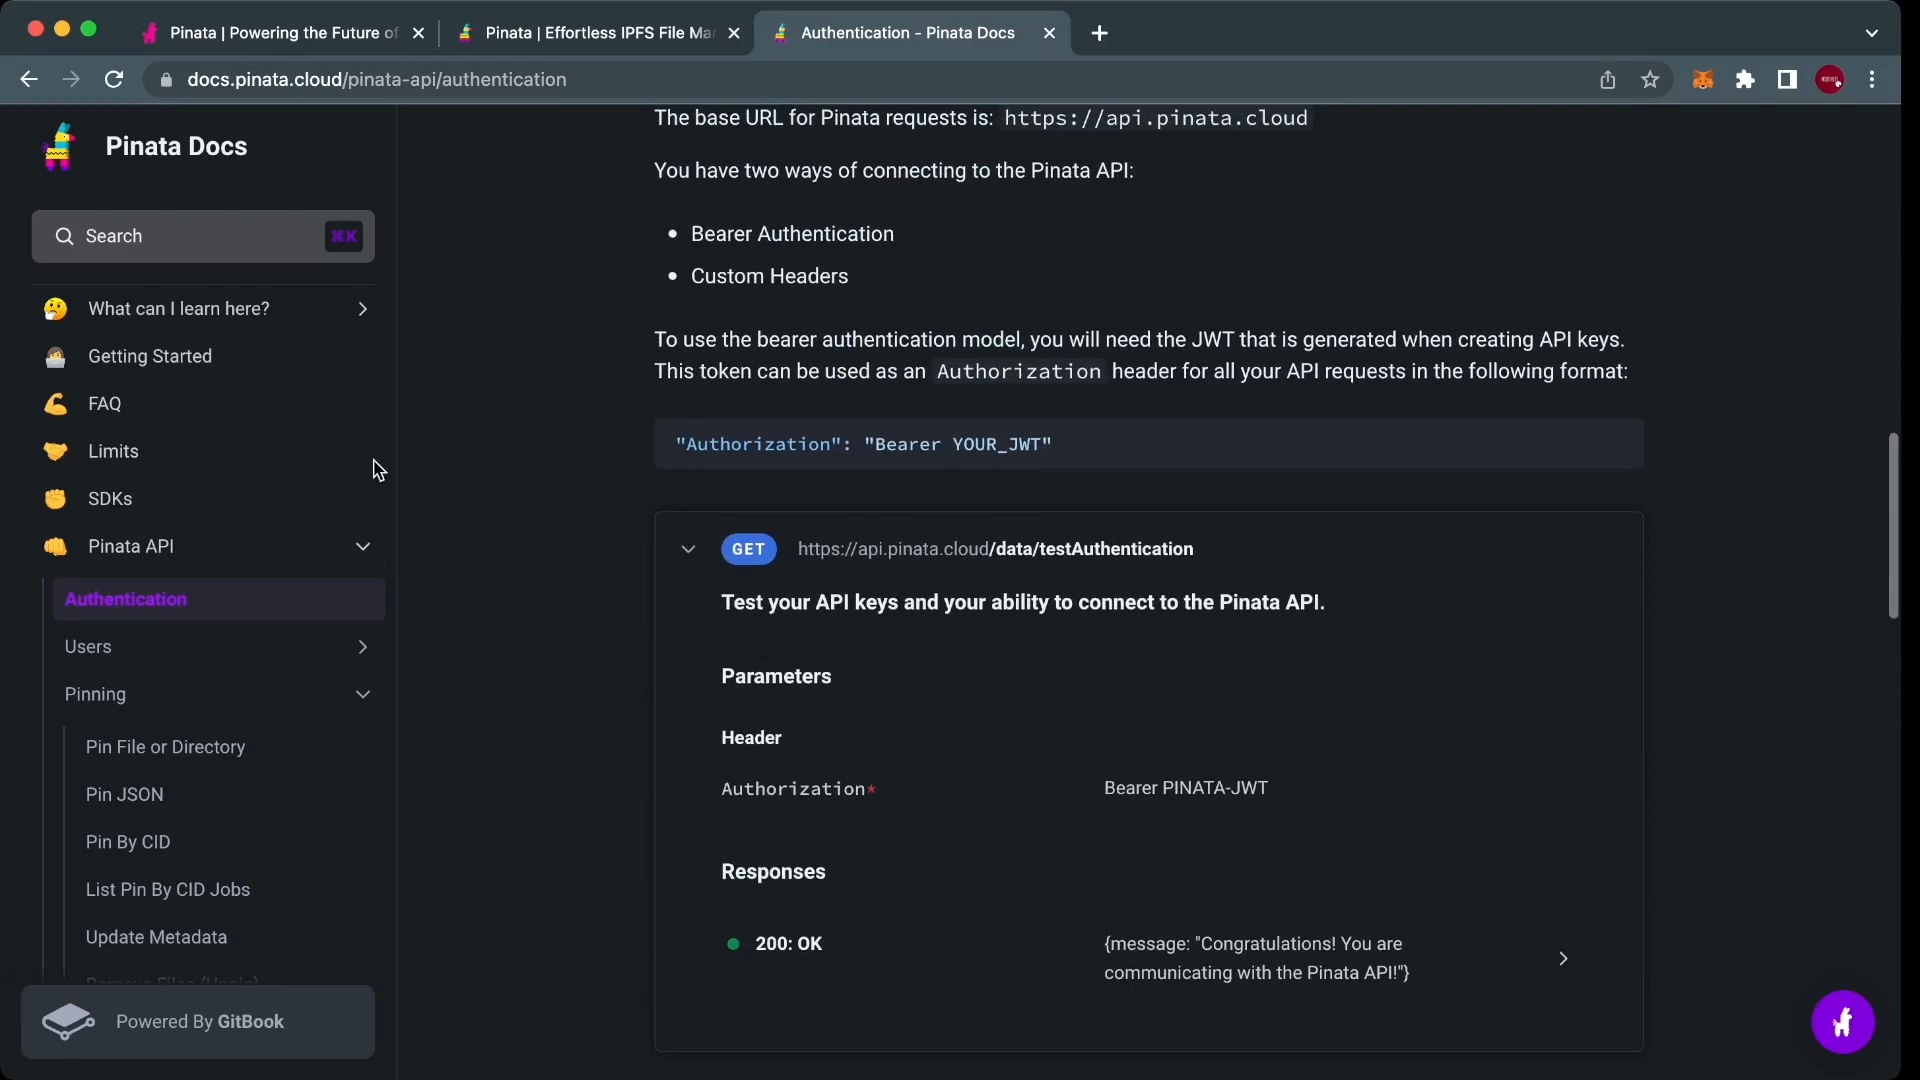 Pinata | Powering the Future of
Pinata | Effortless IPFS File Mar
Authentication - Pinata Docs
docs.pinata.cloud/pinata-api/authentication
Pinata Docs
Search
⌘K
What can I learn here?
Getting Started
FAQ
Limits
SDKs
Pinata API
Authentication
Users
Pinning
Pin File or Directory
Pin JSON
Pin By CID
List Pin By CID Jobs
Update Metadata
Remove Files (Unpin)
Powered By GitBook
The base URL for Pinata requests is: https://api.pinata.cloud
You have two ways of connecting to the Pinata API:
• Bearer Authentication
• Custom Headers
To use the bearer authentication model, you will need the JWT that is generated when creating API keys.
This token can be used as an Authorization header for all your API requests in the following format:
"Authorization": "Bearer YOUR_JWT"
GET https://api.pinata.cloud/data/testAuthentication
Test your API keys and your ability to connect to the Pinata API.
Parameters
Header
Authorization* Bearer PINATA-JWT
Responses
200: OK {message: "Congratulations! You are
communicating with the Pinata API!"}